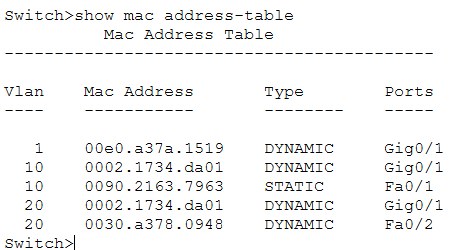 Switch>show mac address-table
Mac Address Table
-------------------------------------------
Vlan    Mac Address       Type        Ports
----    -----------       --------    -----
1    00e0.a37a.1519    DYNAMIC     Gig0/1
10    0002.1734.da01    DYNAMIC     Gig0/1
10    0090.2163.7963    STATIC      Fa0/1
20    0002.1734.da01    DYNAMIC     Gig0/1
20    0030.a378.0948    DYNAMIC     Fa0/2
Switch>